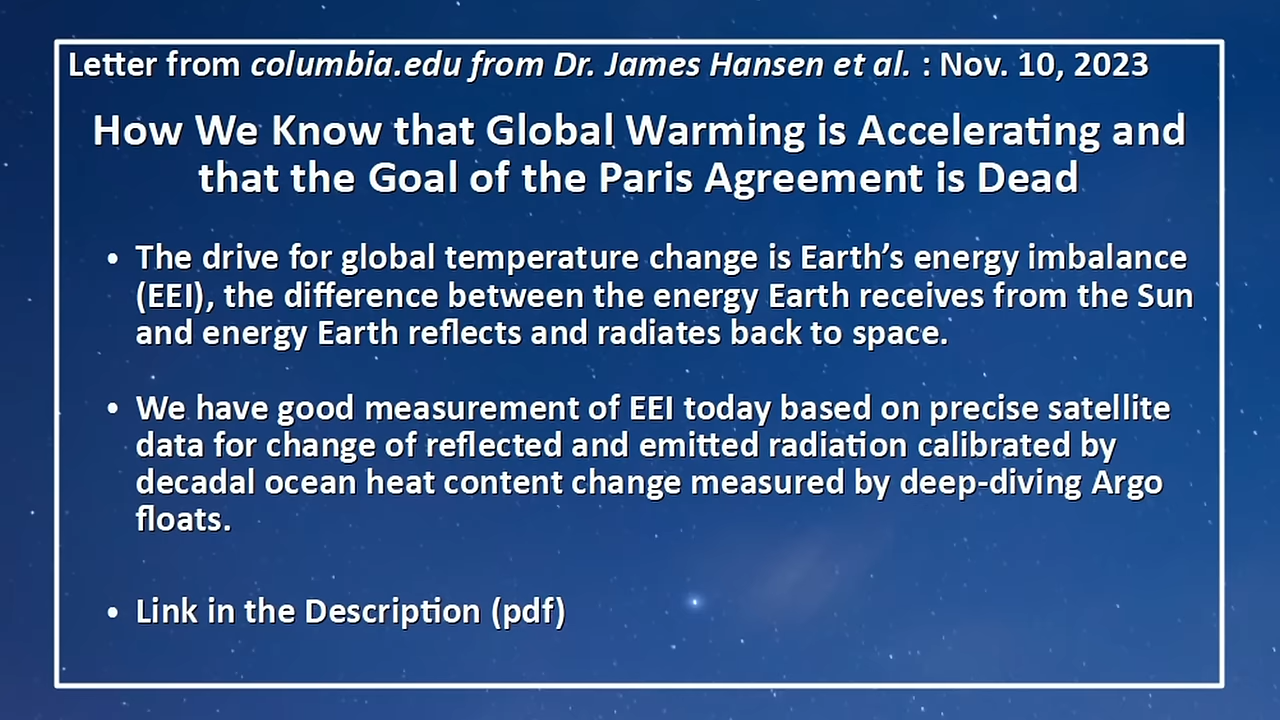 Letter from columbia.edu from Dr. James Hansen et al. : Nov. 10, 2023
How We Know that Global Warming is Accelerating and
that the Goal of the Paris Agreement is Dead
• The drive for global temperature change is Earth’s energy imbalance
(EEI), the difference between the energy Earth receives from the Sun
and energy Earth reflects and radiates back to space.
• We have good measurement of EEI today based on precise satellite
data for change of reflected and emitted radiation calibrated by
decadal ocean heat content change measured by deep-diving Argo
floats.
• Link in the Description (pdf)